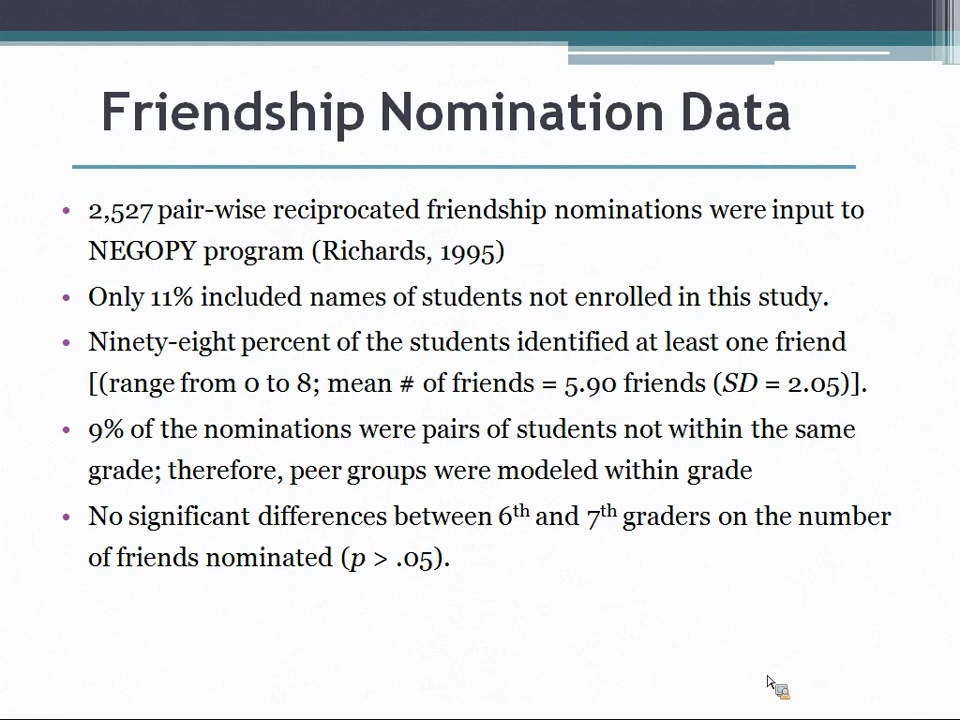 Friendship Nomination Data
• 2,527 pair-wise reciprocated friendship nominations were input to
NEGOPY program (Richards, 1995)
• Only 11% included names of students not enrolled in this study.
• Ninety-eight percent of the students identified at least one friend
[(range from 0 to 8; mean # of friends = 5.90 friends (SD = 2.05)].
• 9% of the nominations were pairs of students not within the same
grade; therefore, peer groups were modeled within grade
• No significant differences between 6th and 7th graders on the number
of friends nominated (p > .05).